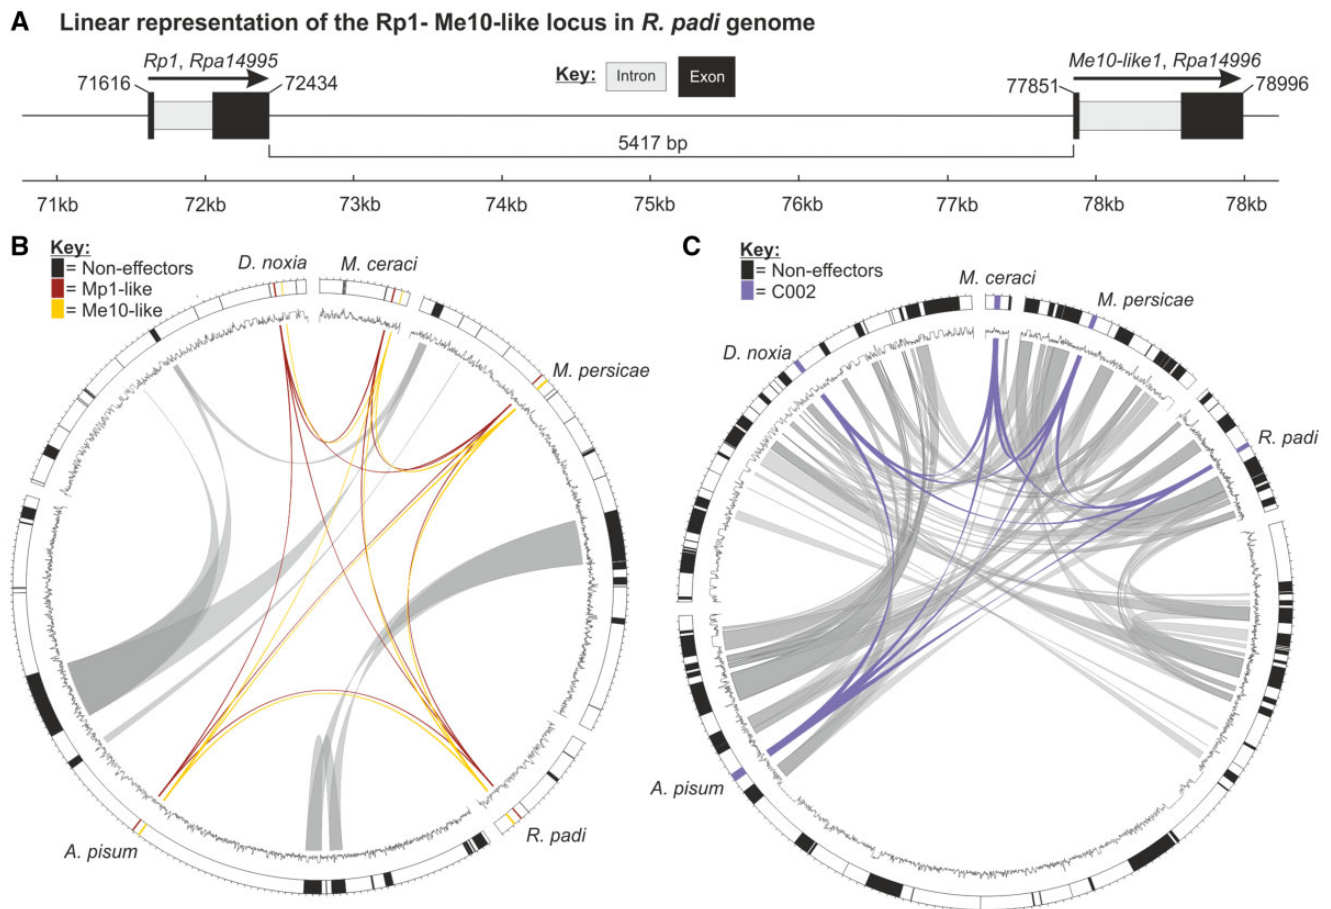 A Linear representation of the Rp1- Me10-like locus in R. padi genome
Rp1, Rpa14995
71616
72434
Key: Intron Exon
Me10-like1, Rpa14996
77851
78996
5417 bp
71kb 72kb 73kb 74kb 75kb 76kb 77kb 78kb 78kb
B
Key:
= Non-effectors
= Mp1-like
= Me10-like
D. noxia
M. ceraci
M. persicae
R. padi
A. pisum
C
Key:
= Non-effectors
= C002
M. ceraci
M. persicae
D. noxia
R. padi
A. pisum